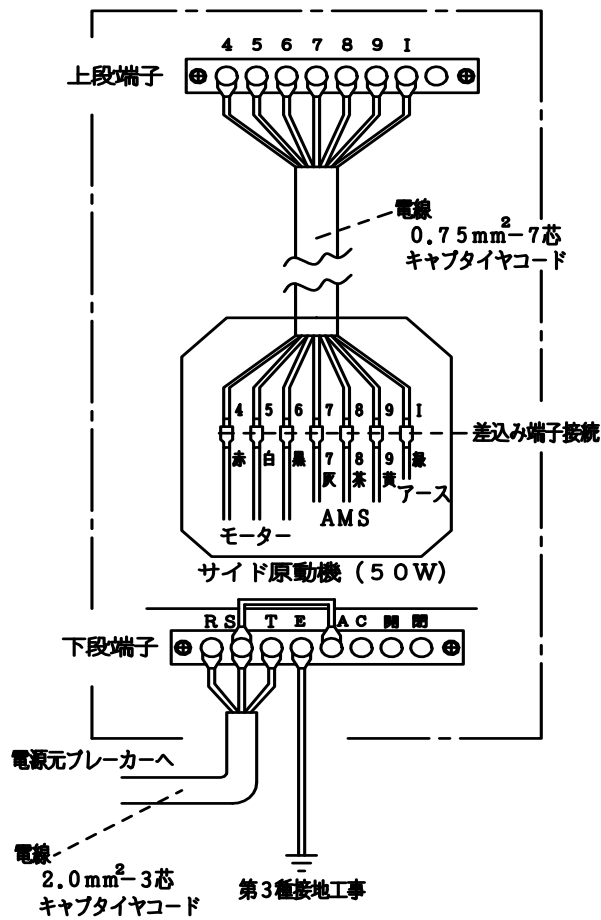 4 5 6 7 8 9 I
上段端子
電線
0.75mm²-7芯
キャプタイヤコード
4 5 6 7 8 9 I
差込み端子接続
赤 白 黒 7灰 8茶 9黄 緑
アース
AMS
モーター
サイド原動機(50W)
R S T E A C 開 閉
下段端子
電源元ブレーカーへ
電線
2.0mm²-3芯
キャプタイヤコード
第3種接地工事